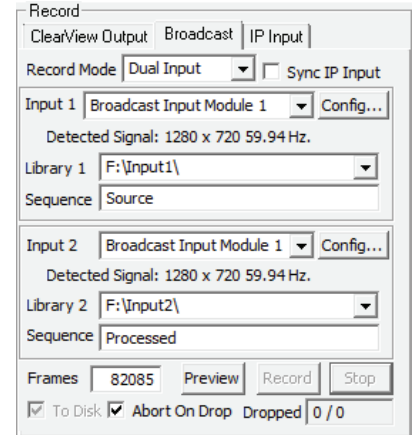 Record
ClearView Output Broadcast IP Input
Record Mode Dual Input Sync IP Input
Input 1 Broadcast Input Module 1 Config...
Detected Signal: 1280 x 720 59.94 Hz.
Library 1 F:\Input1\
Sequence Source
Input 2 Broadcast Input Module 1 Config...
Detected Signal: 1280 x 720 59.94 Hz.
Library 2 F:\Input2\
Sequence Processed
Frames 82085 Preview Record Stop
To Disk Abort On Drop Dropped 0 / 0